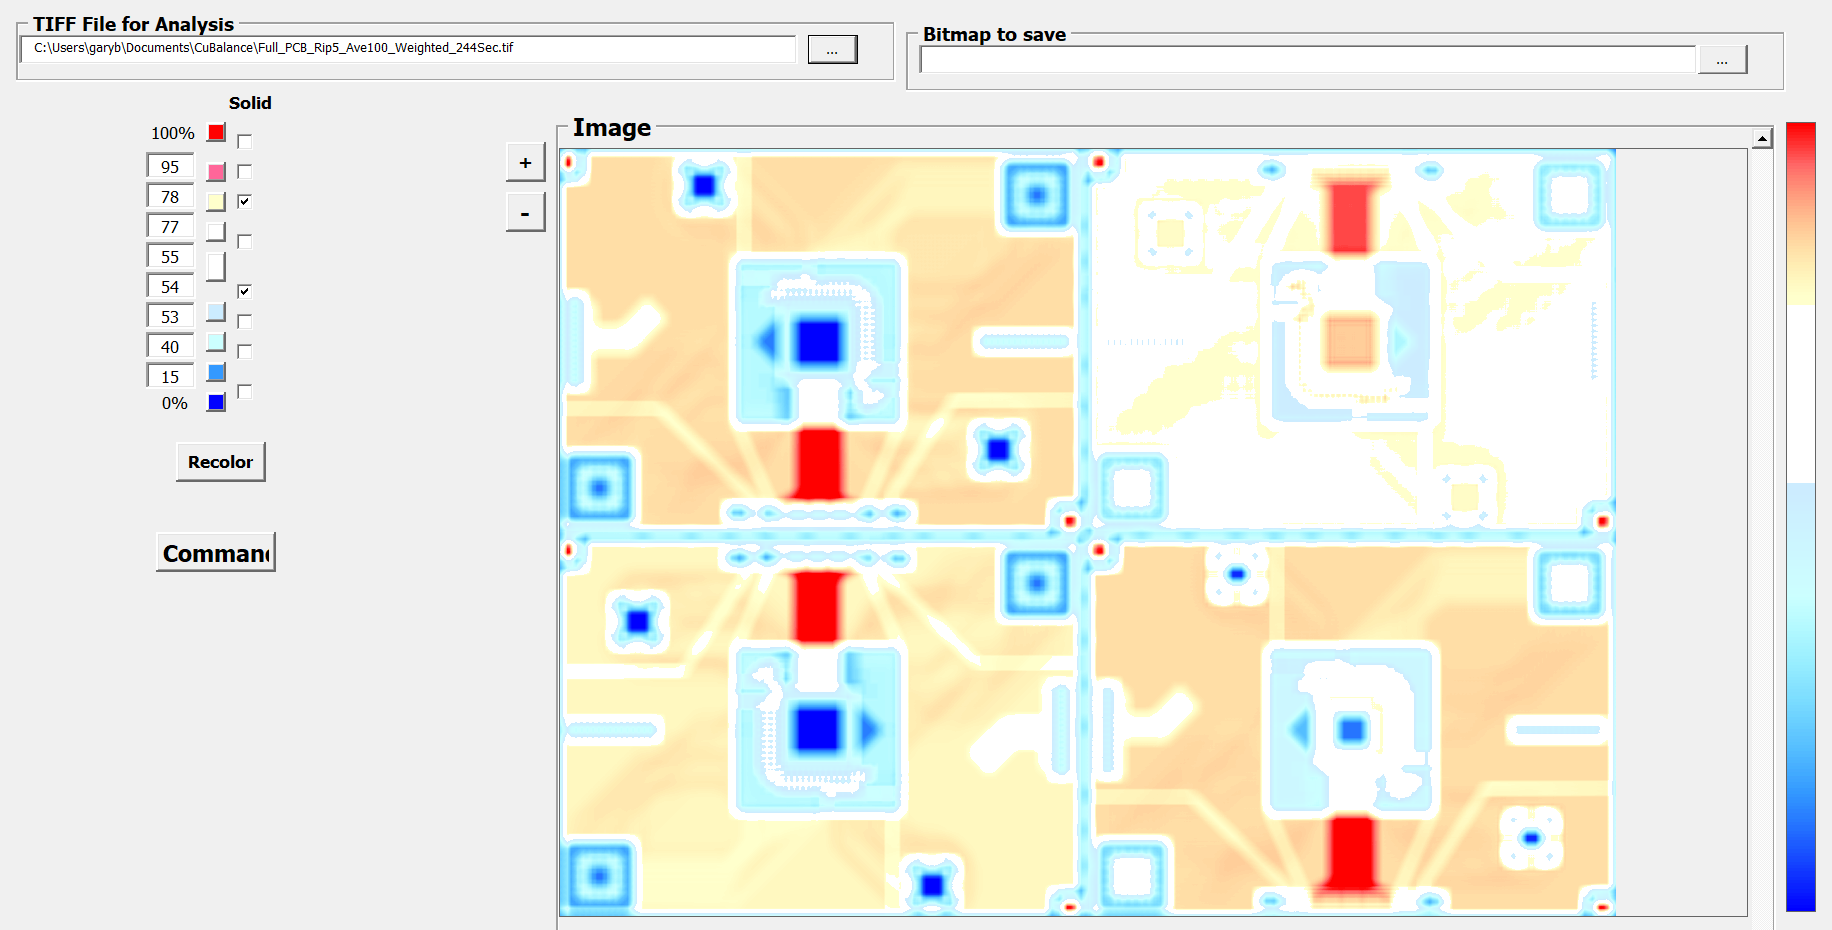 TIFF File for Analysis
C:\Users\garyb\Documents\CuBalance\Full_PCB_Rip5_Ave100_Weighted_244Sec.tif
...
Bitmap to save
...
Solid
100%
95
78
77
55
54
53
40
15
0%
Recolor
Comman
+
-
Image